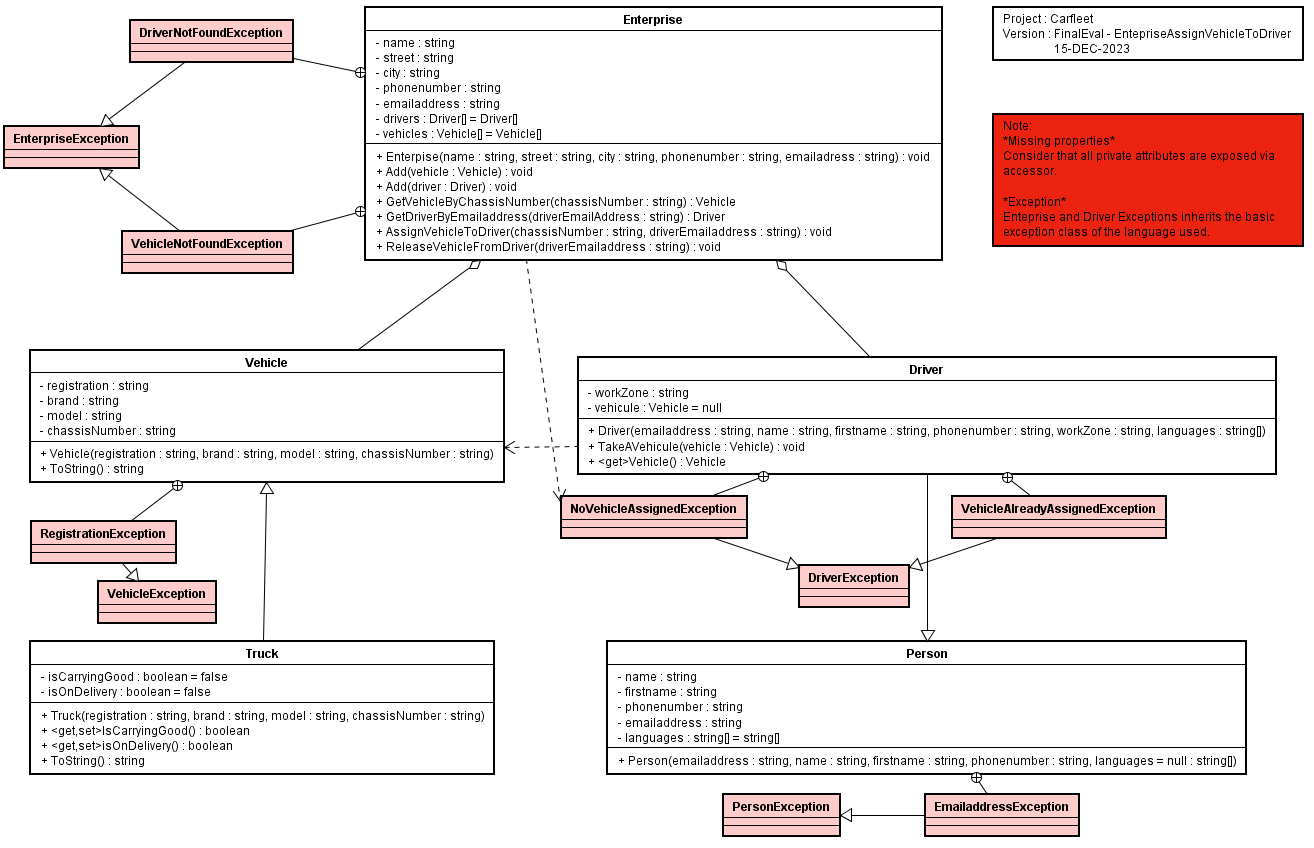 DriverNotFoundException
EnterpriseException
VehicleNotFoundException
Enterprise
- name : string
- street : string
- city : string
- phonenumber : string
- emailaddress : string
- drivers : Driver[] = Driver[]
- vehicles : Vehicle[] = Vehicle[]
+ Enterpise(name : string, street : string, city : string, phonenumber : string, emailadress : string) : void
+ Add(vehicle : Vehicle) : void
+ Add(driver : Driver) : void
+ GetVehicleByChassisNumber(chassisNumber : string) : Vehicle
+ GetDriverByEmailaddress(driverEmailAddress : string) : Driver
+ AssignVehicleToDriver(chassisNumber : string, driverEmailaddress : string) : void
+ ReleaseVehicleFromDriver(driverEmailaddress : string) : void
Project : Carfleet
Version : FinalEval - EntepriseAssignVehicleToDriver
15-DEC-2023
Note:
*Missing properties*
Consider that all private attributes are exposed via
accessor.
*Exception*
Enteprise and Driver Exceptions inherits the basic
exception class of the language used.
Vehicle
- registration : string
- brand : string
- model : string
- chassisNumber : string
+ Vehicle(registration : string, brand : string, model : string, chassisNumber : string)
+ ToString() : string
Driver
- workZone : string
- vehicule : Vehicle = null
+ Driver(emailaddress : string, name : string, firstname : string, phonenumber : string, workZone : string, languages : string[])
+ TakeAVehicule(vehicle : Vehicle) : void
+ <get>Vehicle() : Vehicle
RegistrationException
VehicleException
NoVehicleAssignedException
VehicleAlreadyAssignedException
DriverException
Truck
- isCarryingGood : boolean = false
- isOnDelivery : boolean = false
+ Truck(registration : string, brand : string, model : string, chassisNumber : string)
+ <get,set>IsCarryingGood() : boolean
+ <get,set>isOnDelivery() : boolean
+ ToString() : string
Person
- name : string
- firstname : string
- phonenumber : string
- emailaddress : string
- languages : string[] = string[]
+ Person(emailaddress : string, name : string, firstname : string, phonenumber : string, languages = null : string[])
PersonException
EmailaddressException